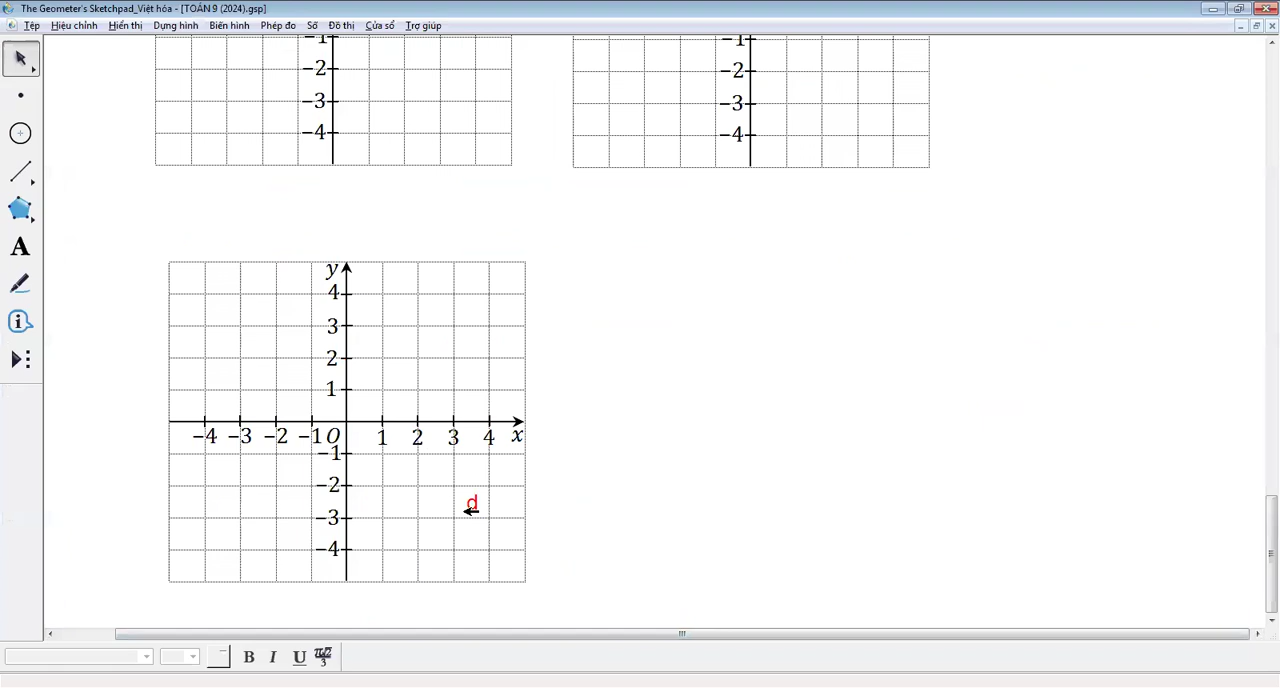 The Geometer's Sketchpad_Việt hóa - [TOÁN 9 (2024).gsp]
Tệp Hiệu chỉnh Hiển thị Dựng hình Biến hình Phép đo Số Đồ thị Cửa sổ Trợ giúp
−1 −1
−2 −2
−3 −3
−4 −4
A
y
4
3
2
1
−4 −3 −2 −1 O 1 2 3 4 x
−1
−2
d
−3
−4
B I U